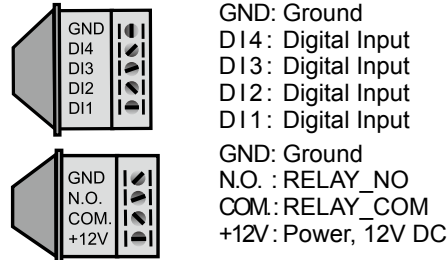 GND
DI4
DI3
DI2
DI1
GND: Ground
DI4: Digital Input
DI3: Digital Input
DI2: Digital Input
DI1: Digital Input
GND
N.O.
COM.
+12V
GND: Ground
N.O. : RELAY_NO
COM.: RELAY_COM
+12V: Power, 12V DC